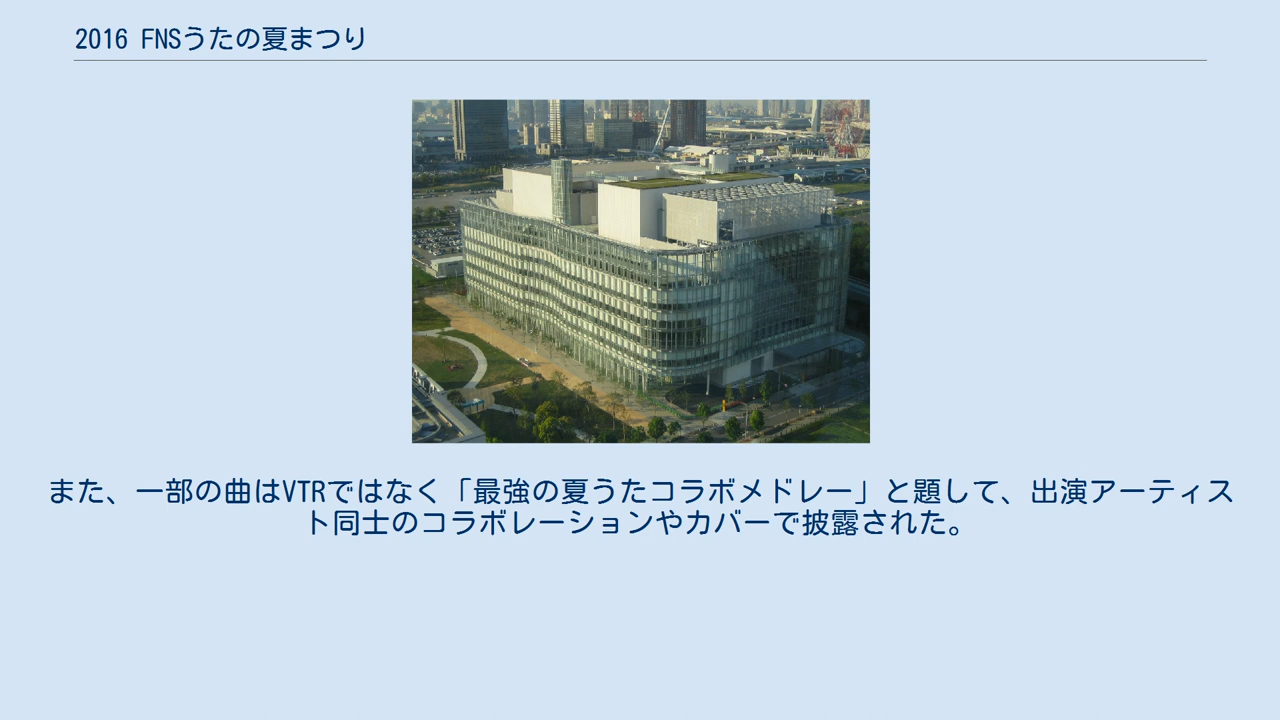 2016 FNSうたの夏まつり
また、一部の曲はVTRではなく「最強の夏うたコラボメドレー」と題して、出演アーティス
ト同士のコラボレーションやカバーで披露された。